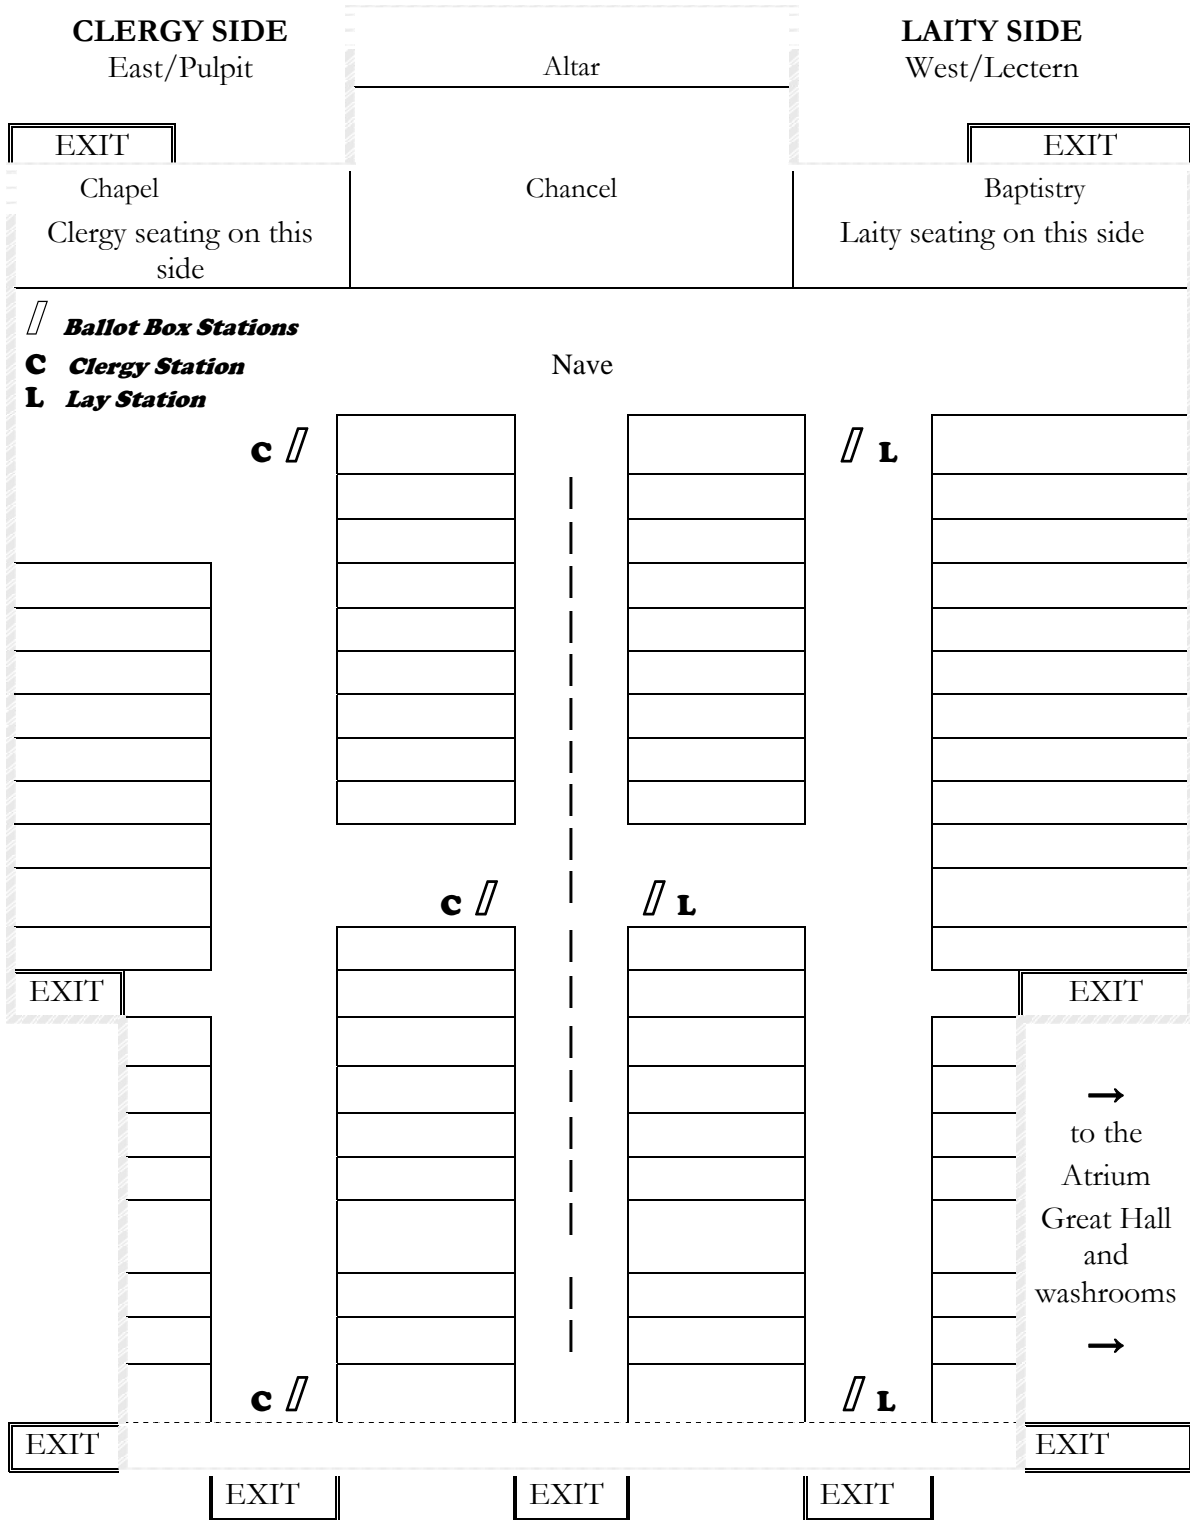 CLERGY SIDE
East/Pulpit
Altar
LAITY SIDE
West/Lectern
EXIT
EXIT
Chapel
Chancel
Baptistry
Clergy seating on this
side
Laity seating on this side
Ballot Box Stations
C Clergy Station
L Lay Station
Nave
C
L
C
L
EXIT
EXIT
→
to the
Atrium
Great Hall
and
washrooms
→
C
L
EXIT
EXIT
EXIT
EXIT
EXIT